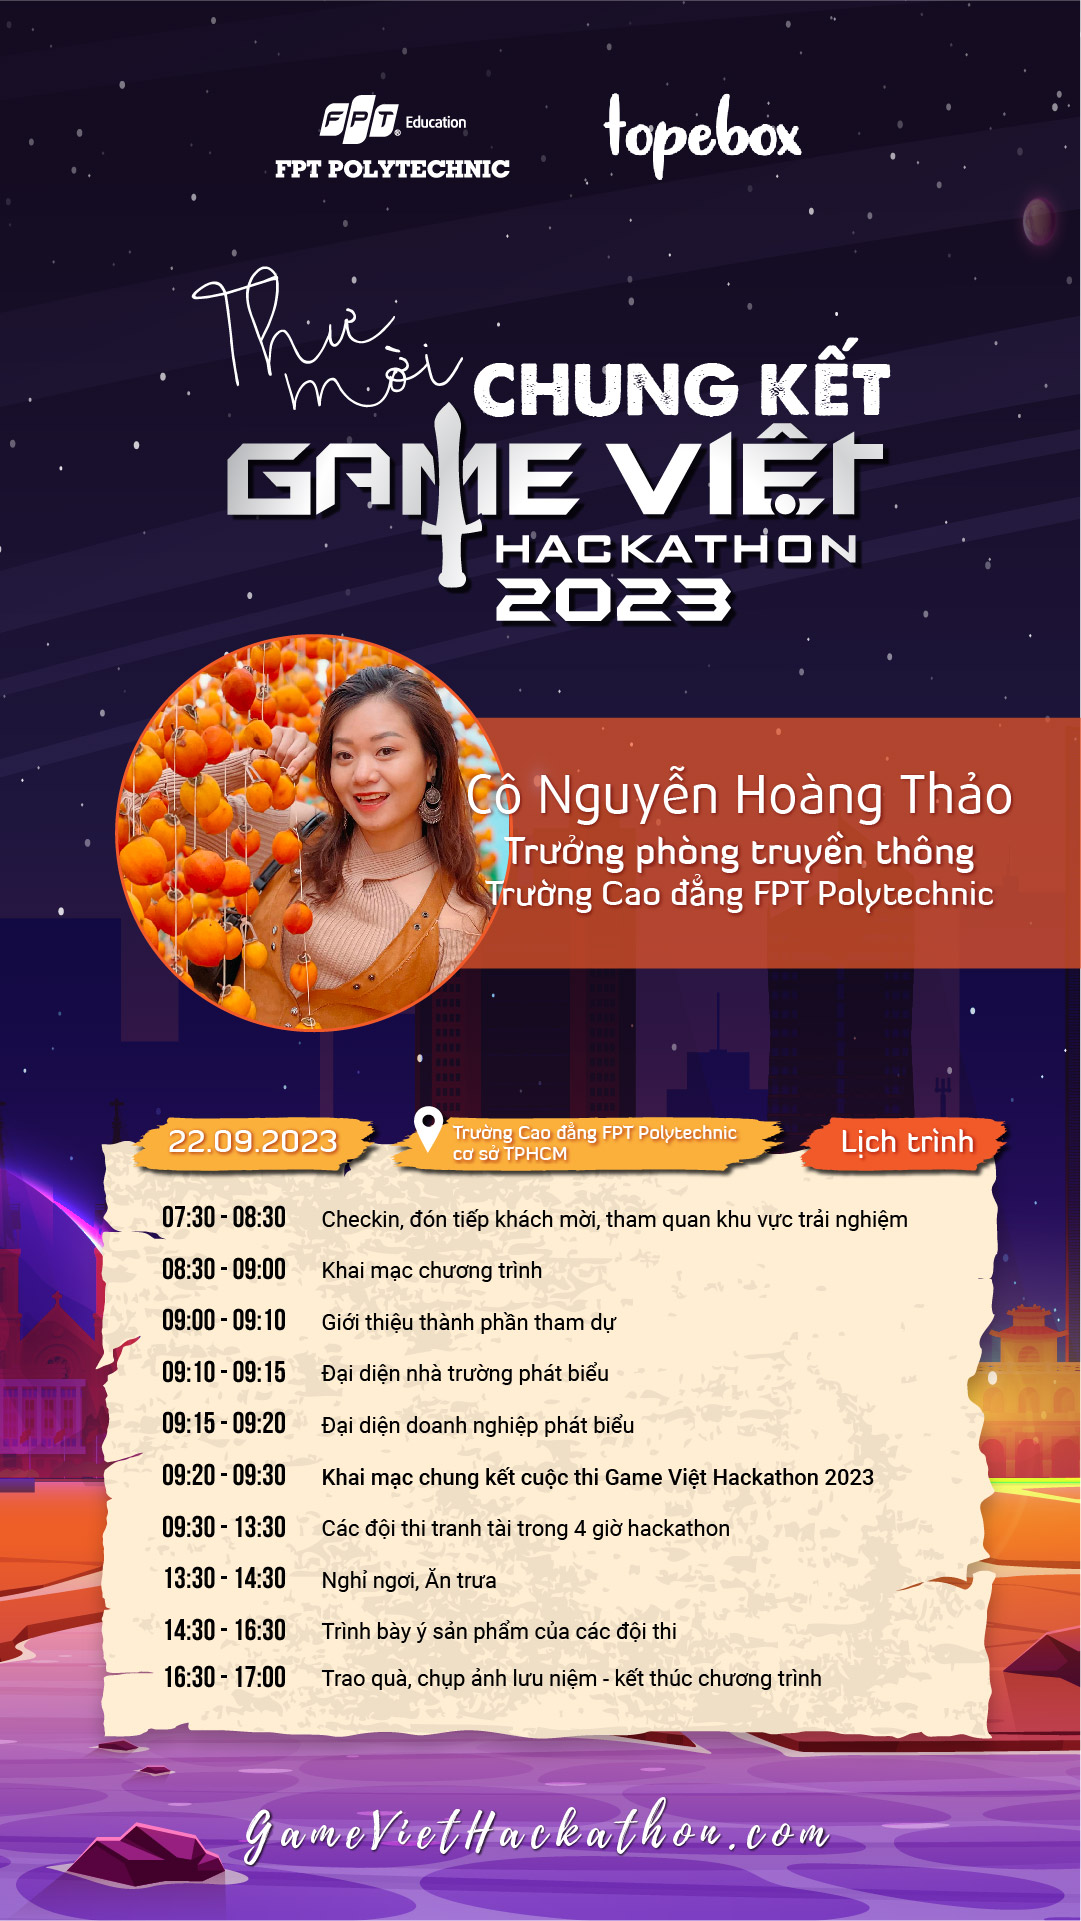 FPT Education
FPT POLYTECHNIC
topebox
Thư mời
CHUNG KẾT
GAME VIỆT
HACKATHON
2023
Cô Nguyễn Hoàng Thảo
Trưởng phòng truyền thông
Trường Cao đẳng FPT Polytechnic
22.09.2023
Trường Cao đẳng FPT Polytechnic
cơ sở TPHCM
Lịch trình
07:30 - 08:30 Checkin, đón tiếp khách mời, tham quan khu vực trải nghiệm
08:30 - 09:00 Khai mạc chương trình
09:00 - 09:10 Giới thiệu thành phần tham dự
09:10 - 09:15 Đại diện nhà trường phát biểu
09:15 - 09:20 Đại diện doanh nghiệp phát biểu
09:20 - 09:30 Khai mạc chung kết cuộc thi Game Việt Hackathon 2023
09:30 - 13:30 Các đội thi tranh tài trong 4 giờ hackathon
13:30 - 14:30 Nghỉ ngơi, Ăn trưa
14:30 - 16:30 Trình bày ý sản phẩm của các đội thi
16:30 - 17:00 Trao quà, chụp ảnh lưu niệm - kết thúc chương trình
GameVietHackathon.com